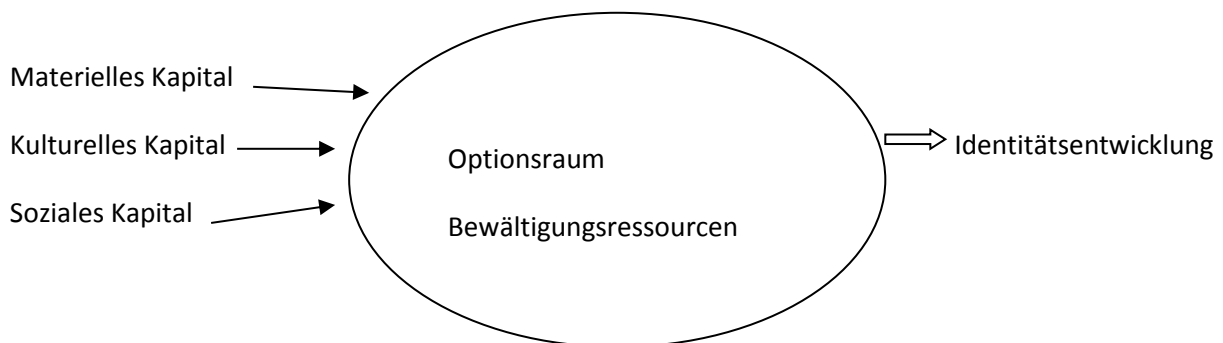 Materielles Kapital
Kulturelles Kapital
Soziales Kapital
Optionsraum
Bewältigungsressourcen
Identitätsentwicklung